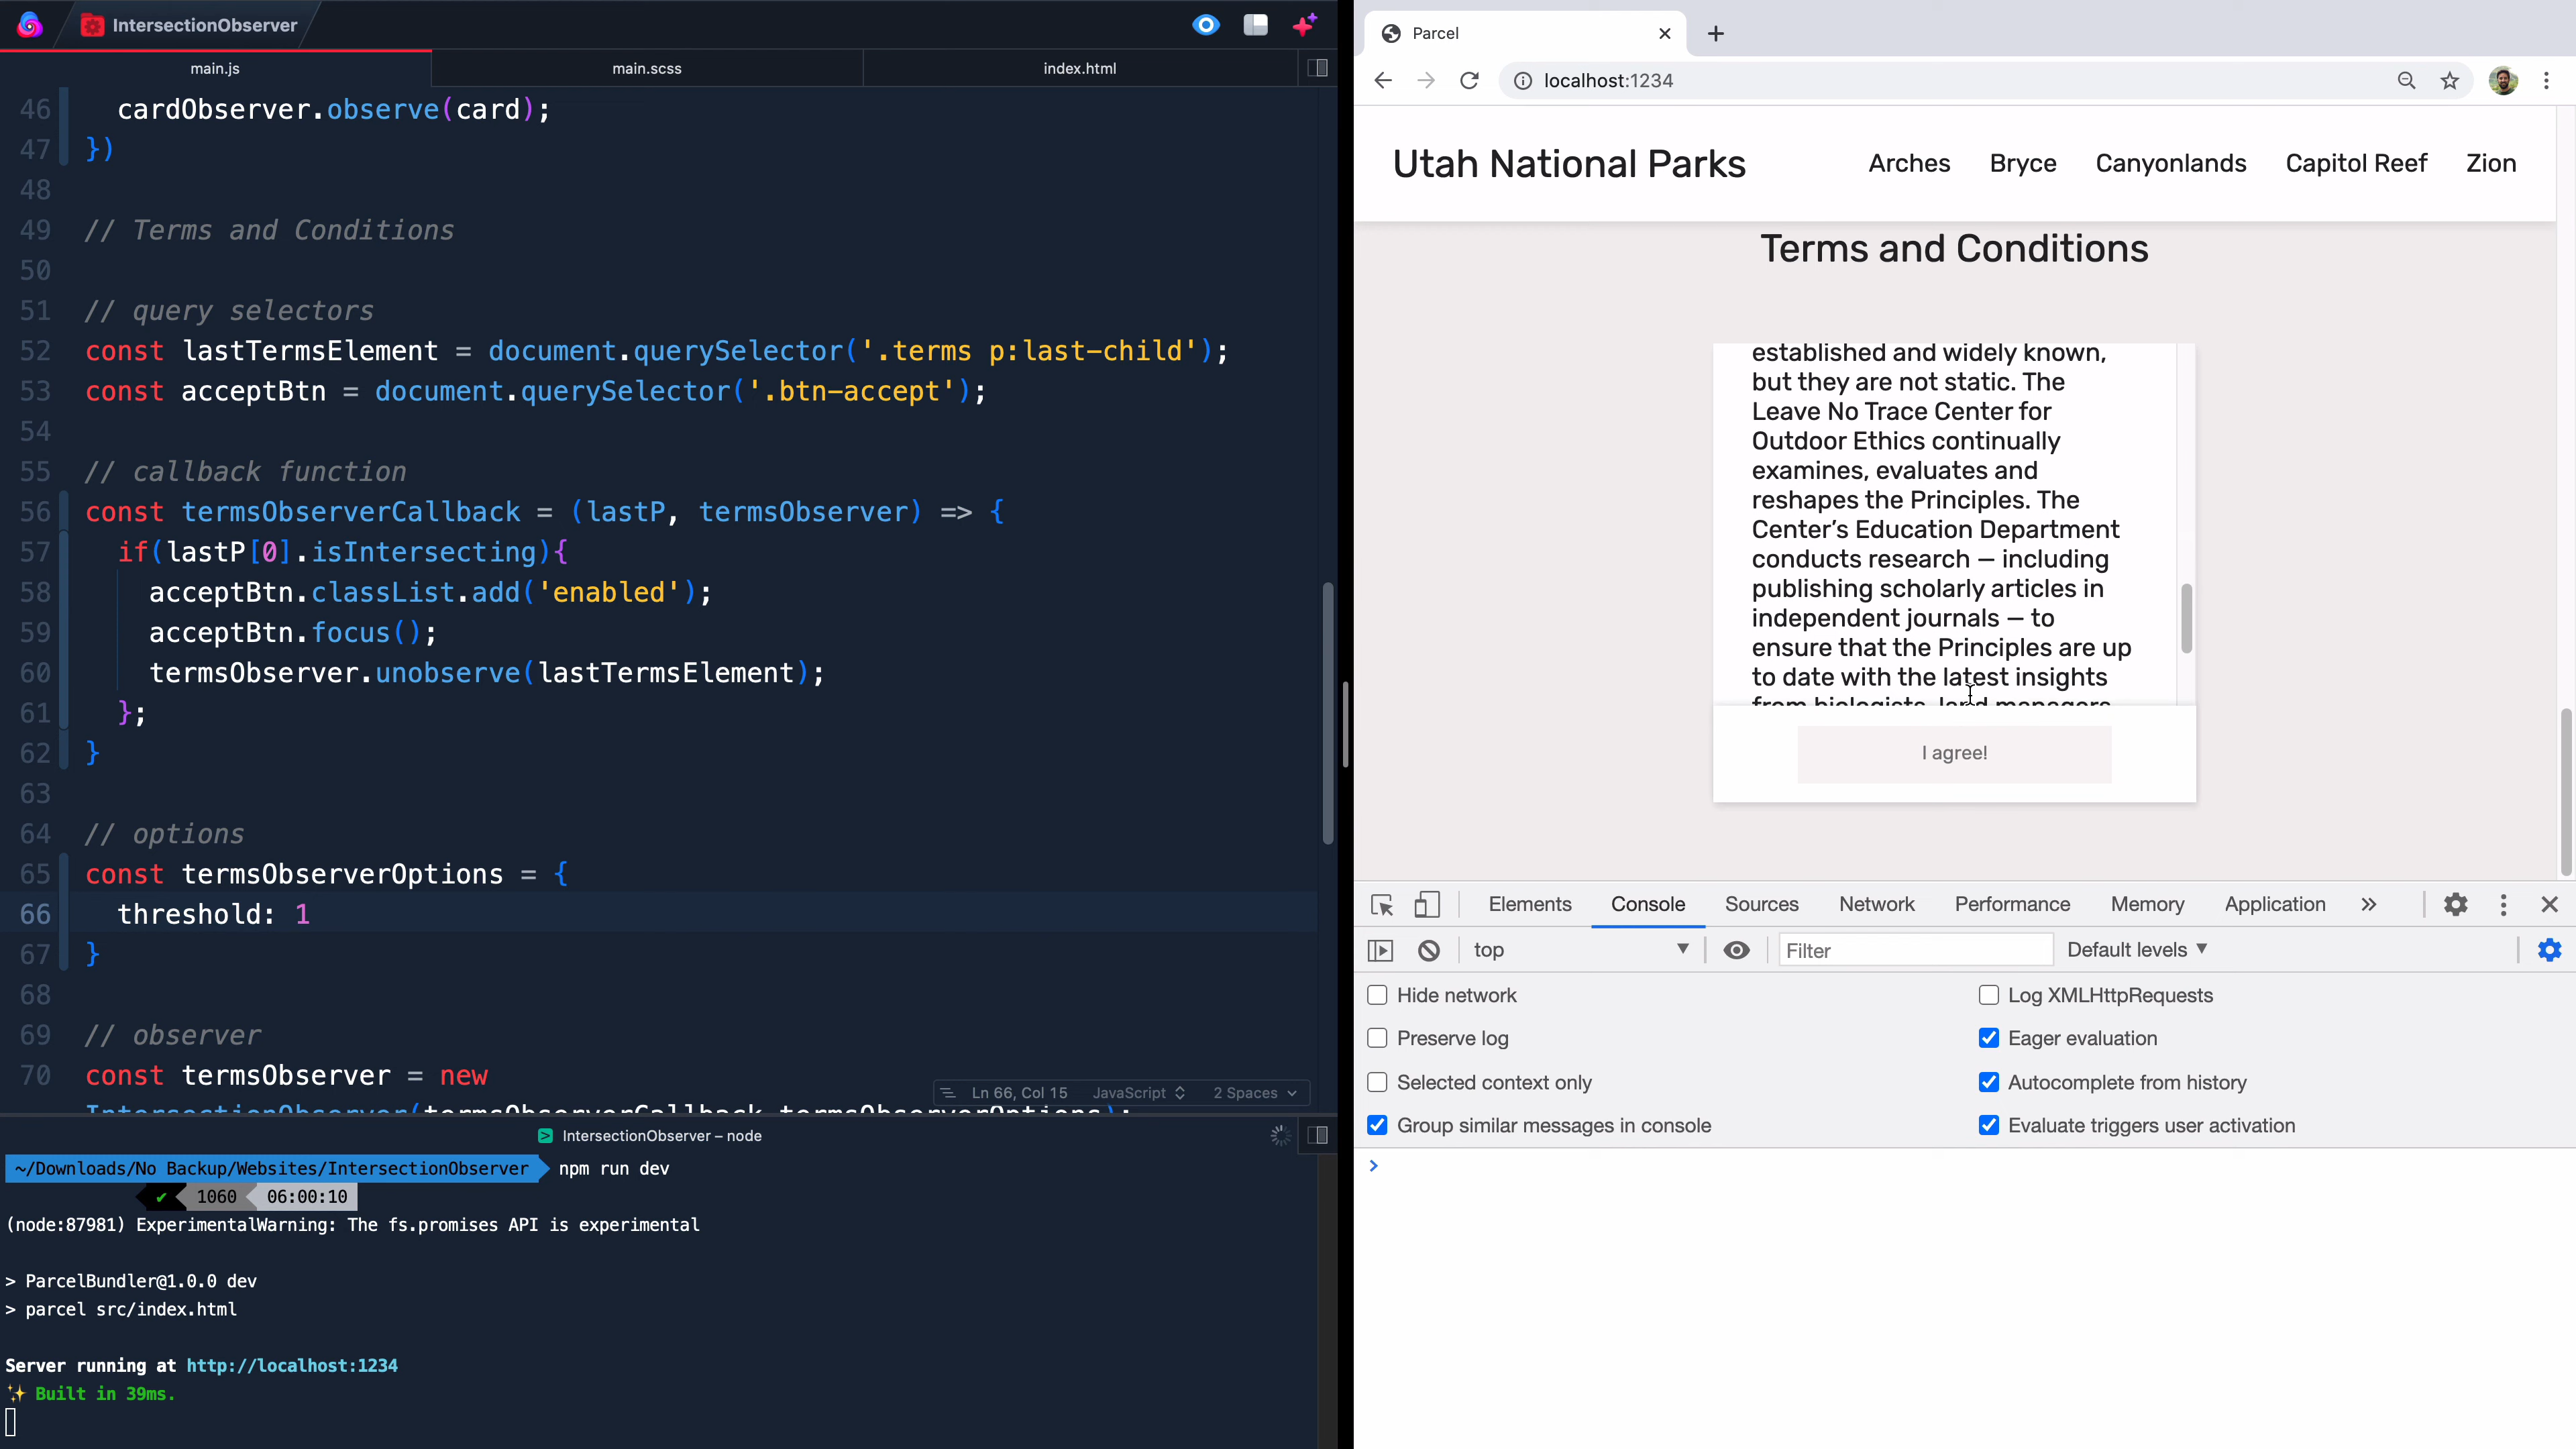 IntersectionObserver
main.js
main.scss
index.html
46 cardObserver.observe(card);
47 })
48
49 // Terms and Conditions
50
51 // query selectors
52 const lastTermsElement = document.querySelector('.terms p:last-child');
53 const acceptBtn = document.querySelector('.btn-accept');
54
55 // callback function
56 const termsObserverCallback = (lastP, termsObserver) => {
57 if(lastP[0].isIntersecting){
58 acceptBtn.classList.add('enabled');
59 acceptBtn.focus();
60 termsObserver.unobserve(lastTermsElement);
61 };
62 }
63
64 // options
65 const termsObserverOptions = {
66 threshold: 1
67 }
68
69 // observer
70 const termsObserver = new
IntersectionObserver(termsObserverCallback, termsObserverOptions);
Ln 66, Col 15 JavaScript 2 Spaces
IntersectionObserver – node
~/Downloads/No Backup/Websites/IntersectionObserver npm run dev
✔ 1060 06:00:10
(node:87981) ExperimentalWarning: The fs.promises API is experimental
> ParcelBundler@1.0.0 dev
> parcel src/index.html
Server running at http://localhost:1234
✨ Built in 39ms.
Parcel
localhost:1234
Utah National Parks
Arches Bryce Canyonlands Capitol Reef Zion
Terms and Conditions
established and widely known,
but they are not static. The
Leave No Trace Center for
Outdoor Ethics continually
examines, evaluates and
reshapes the Principles. The
Center’s Education Department
conducts research — including
publishing scholarly articles in
independent journals — to
ensure that the Principles are up
to date with the latest insights
from biologists, land managers
I agree!
Elements Console Sources Network Performance Memory Application »
top ▼ Filter Default levels ▼
Hide network
Log XMLHttpRequests
Preserve log
Eager evaluation
Selected context only
Autocomplete from history
Group similar messages in console
Evaluate triggers user activation
>